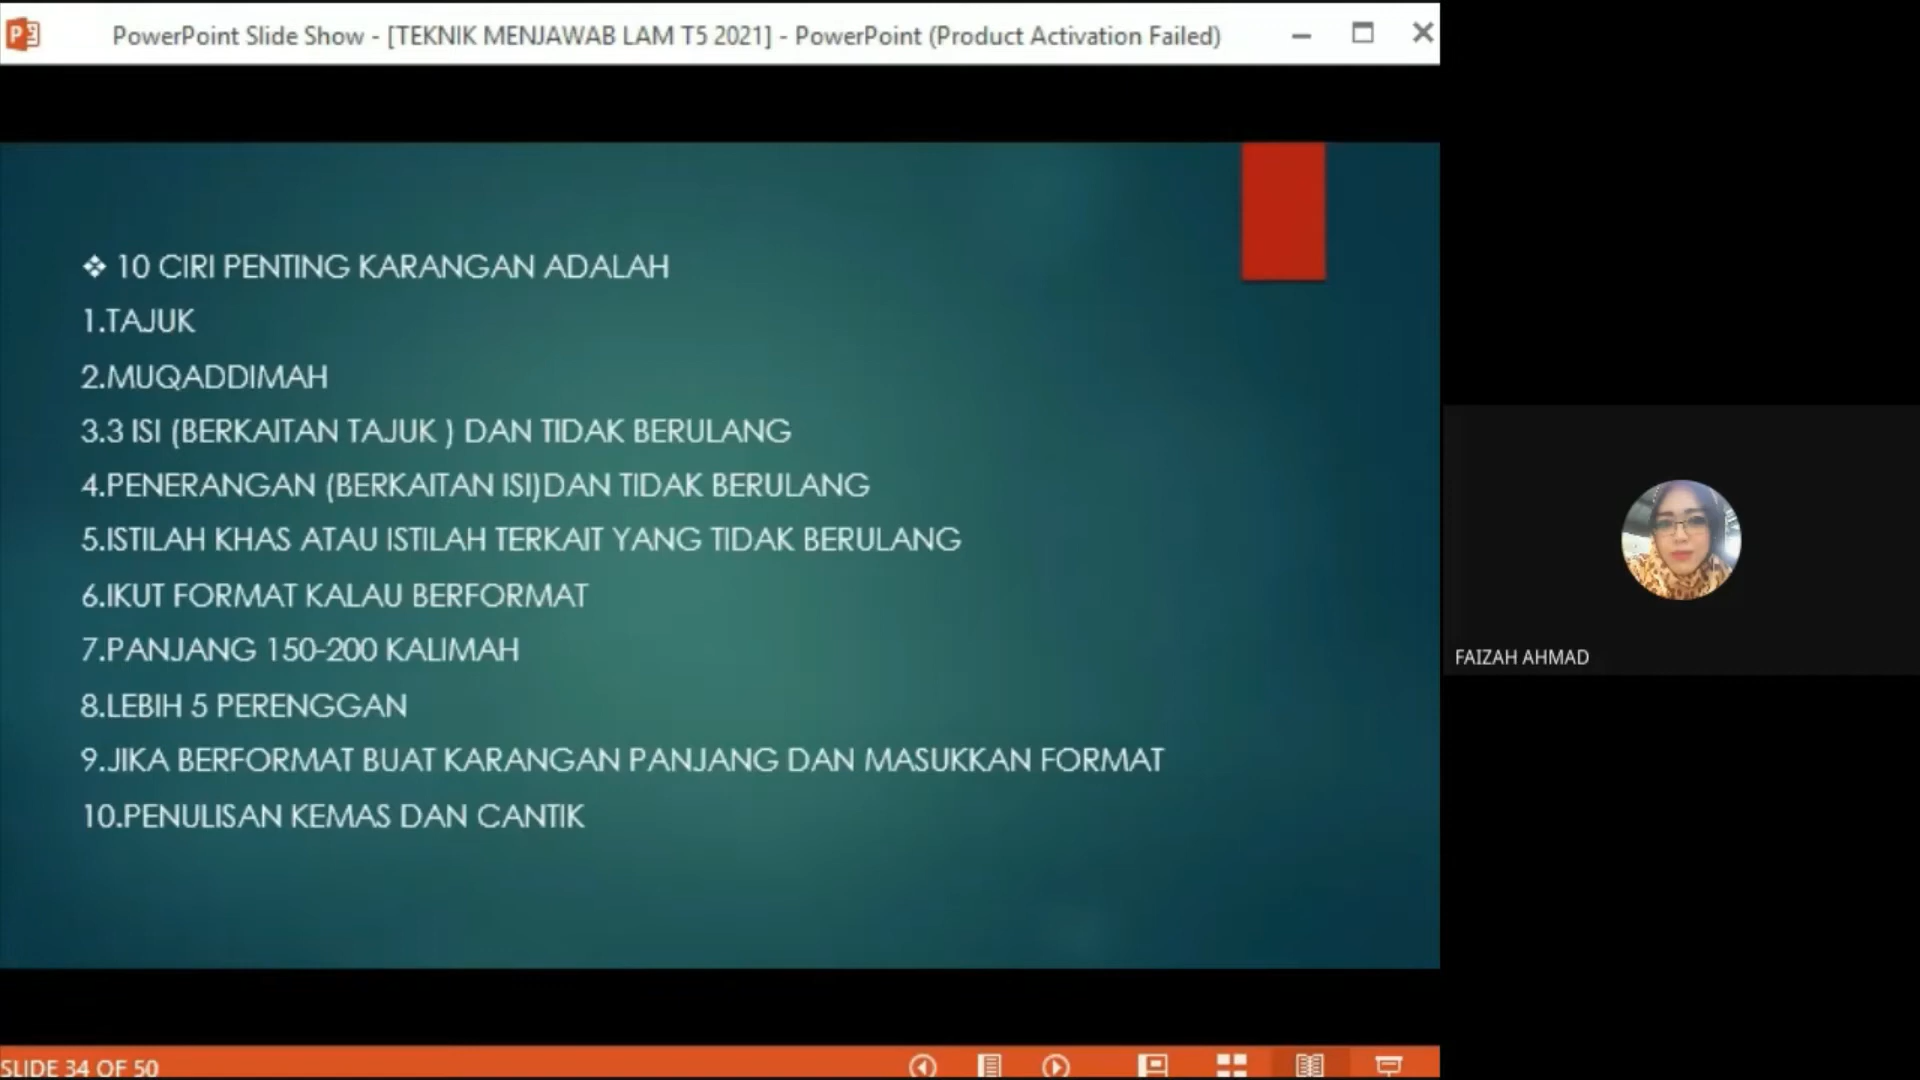 PowerPoint Slide Show - [TEKNIK MENJAWAB LAM T5 2021] - PowerPoint (Product Activation Failed)
❖ 10 CIRI PENTING KARANGAN ADALAH
1.TAJUK
2.MUQADDIMAH
3.3 ISI (BERKAITAN TAJUK ) DAN TIDAK BERULANG
4.PENERANGAN (BERKAITAN ISI)DAN TIDAK BERULANG
5.ISTILAH KHAS ATAU ISTILAH TERKAIT YANG TIDAK BERULANG
6.IKUT FORMAT KALAU BERFORMAT
7.PANJANG 150-200 KALIMAH
8.LEBIH 5 PERENGGAN
9.JIKA BERFORMAT BUAT KARANGAN PANJANG DAN MASUKKAN FORMAT
10.PENULISAN KEMAS DAN CANTIK
FAIZAH AHMAD
SLIDE 34 OF 50